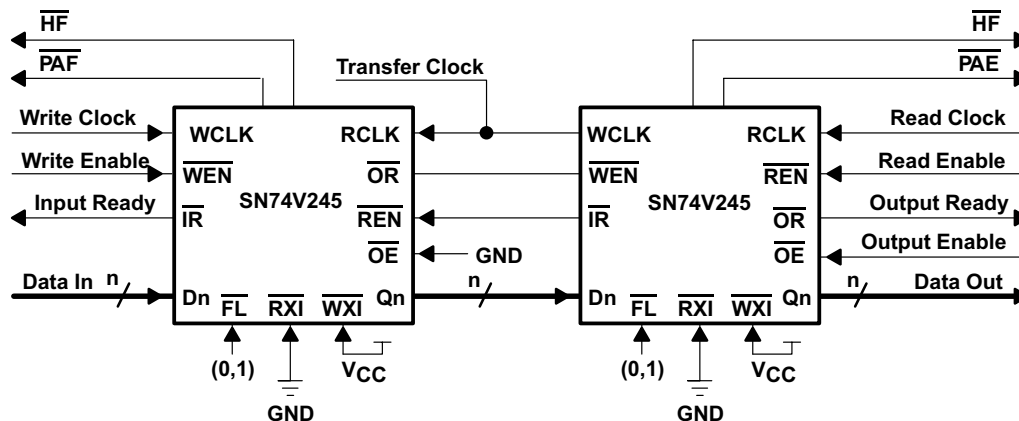 HF
HF
PAF
Transfer Clock
PAE
Write Clock
WCLK
RCLK
WCLK
RCLK
Read Clock
Write Enable
WEN
OR
WEN
REN
Read Enable
SN74V245
SN74V245
Input Ready
IR
REN
IR
OR
Output Ready
OE
GND
OE
Output Enable
Data In
n
Dn
Qn
n
Dn
Qn
n
Data Out
FL
RXI
WXI
FL
RXI
WXI
(0,1)
VCC
(0,1)
VCC
GND
GND